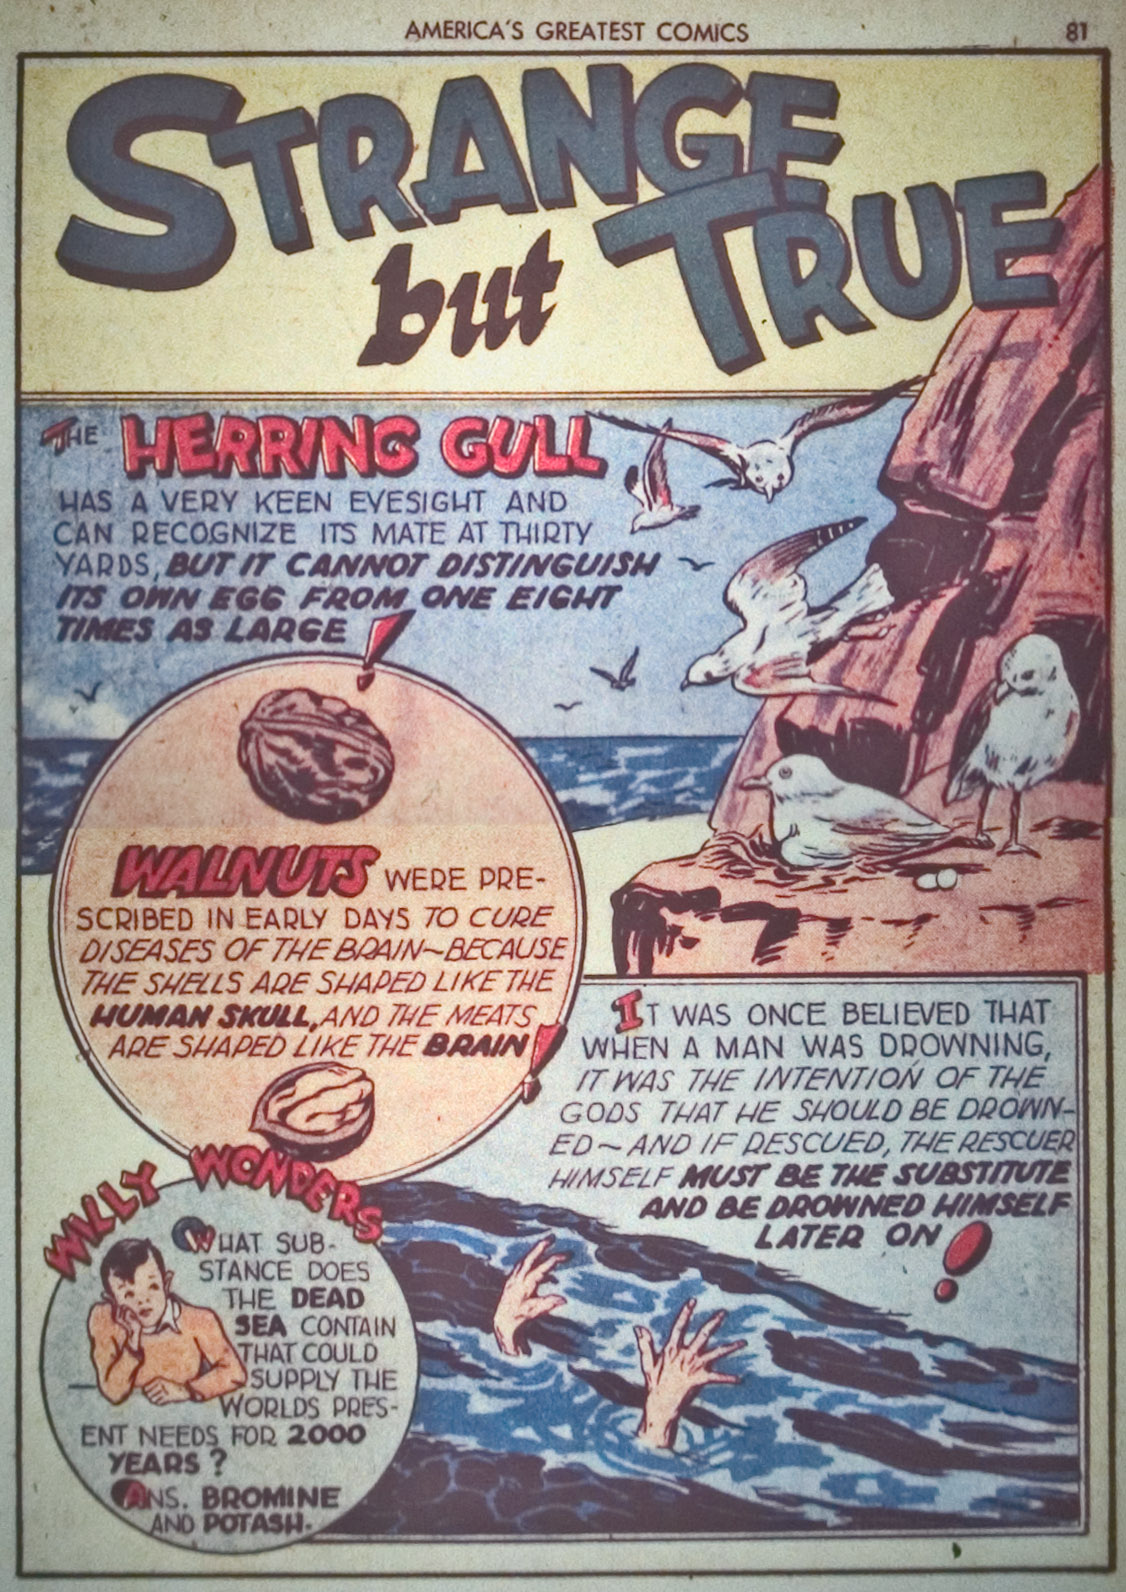 AMERICA'S GREATEST COMICS 81
STRANGE
but TRUE
THE HERRING GULL
HAS A VERY KEEN EYESIGHT AND
CAN RECOGNIZE ITS MATE AT THIRTY
YARDS, BUT IT CANNOT DISTINGUISH
ITS OWN EGG FROM ONE EIGHT
TIMES AS LARGE!
WALNUTS WERE PRE-
SCRIBED IN EARLY DAYS TO CURE
DISEASES OF THE BRAIN~BECAUSE
THE SHELLS ARE SHAPED LIKE THE
HUMAN SKULL, AND THE MEATS
ARE SHAPED LIKE THE BRAIN!
IT WAS ONCE BELIEVED THAT
WHEN A MAN WAS DROWNING,
IT WAS THE INTENTION OF THE
GODS THAT HE SHOULD BE DROWN-
ED~AND IF RESCUED, THE RESCUER
HIMSELF MUST BE THE SUBSTITUTE
AND BE DROWNED HIMSELF
LATER ON!
WILLY WONDERS
WHAT SUB-
STANCE DOES
THE DEAD
SEA CONTAIN
THAT COULD
SUPPLY THE
WORLDS PRES-
ENT NEEDS FOR 2000
YEARS?
ANS. BROMINE
AND POTASH.